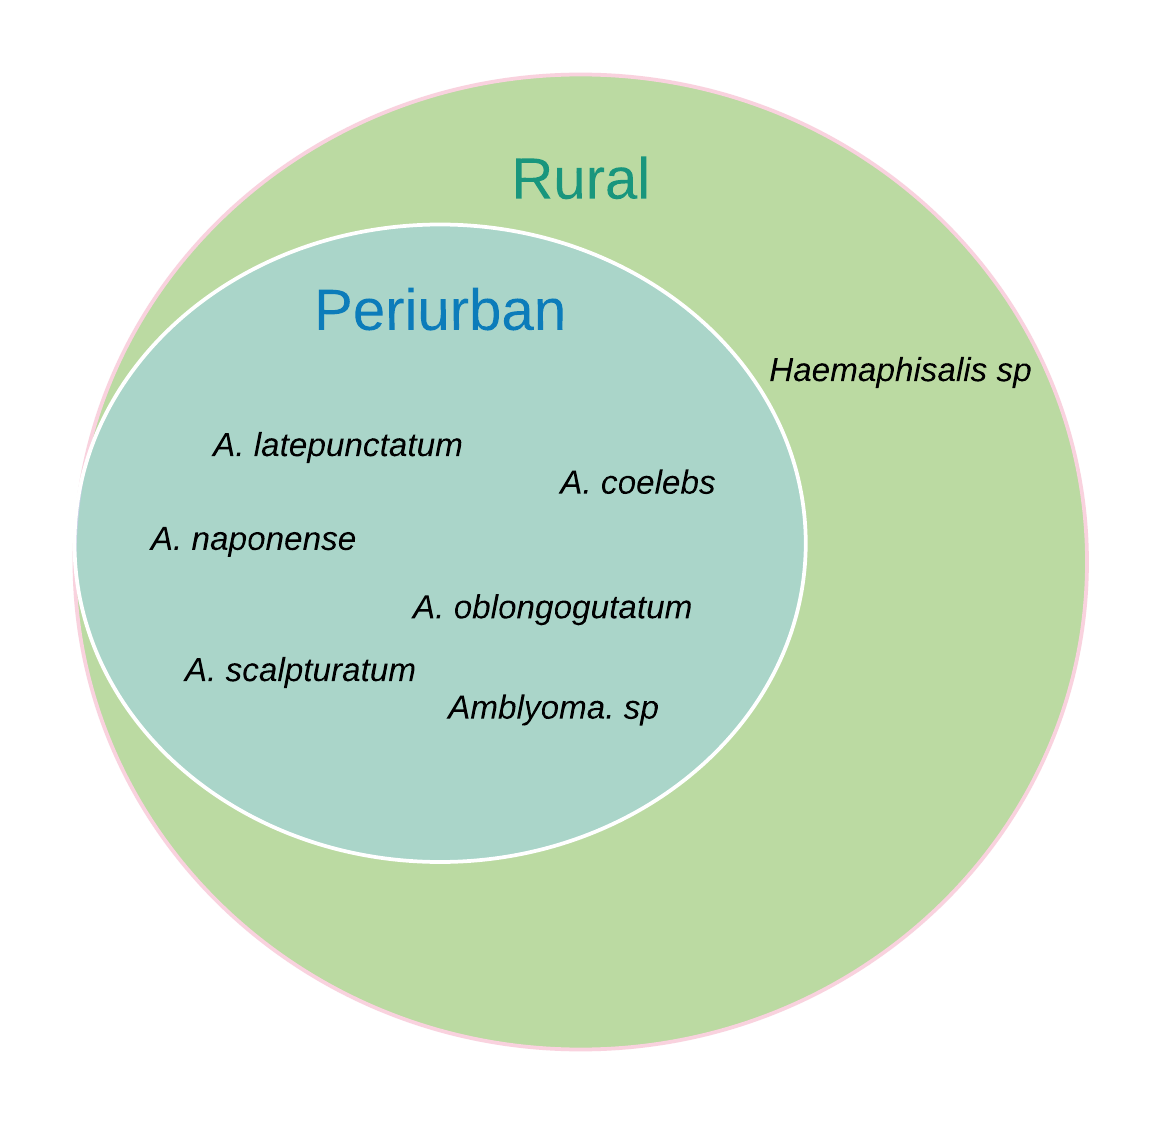 Rural
Periurban
Haemaphisalis sp
A. latepunctatum
A. coelebs
A. naponense
A. oblongogutatum
A. scalpturatum
Amblyoma. sp